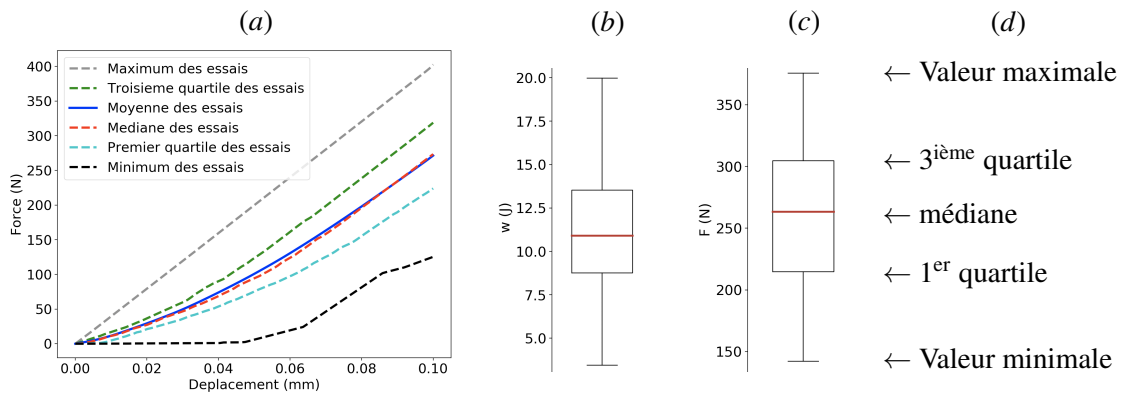 (a)
(b)
(c)
(d)
Maximum des essais
Troisieme quartile des essais
Moyenne des essais
Mediane des essais
Premier quartile des essais
Minimum des essais
400
350
300
250
200
150
100
50
0
Force (N)
0.00 0.02 0.04 0.06 0.08 0.10
Deplacement (mm)
20.0
17.5
15.0
12.5
10.0
7.5
5.0
w (J)
350
300
250
200
150
F (N)
← Valeur maximale
← 3ième quartile
← médiane
← 1er quartile
← Valeur minimale